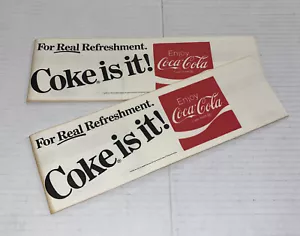 For Real Refreshment.
Coke is it!
Enjoy
Coca-Cola
For Real Refreshment.
Coke® is it!
Enjoy
Coca-Cola